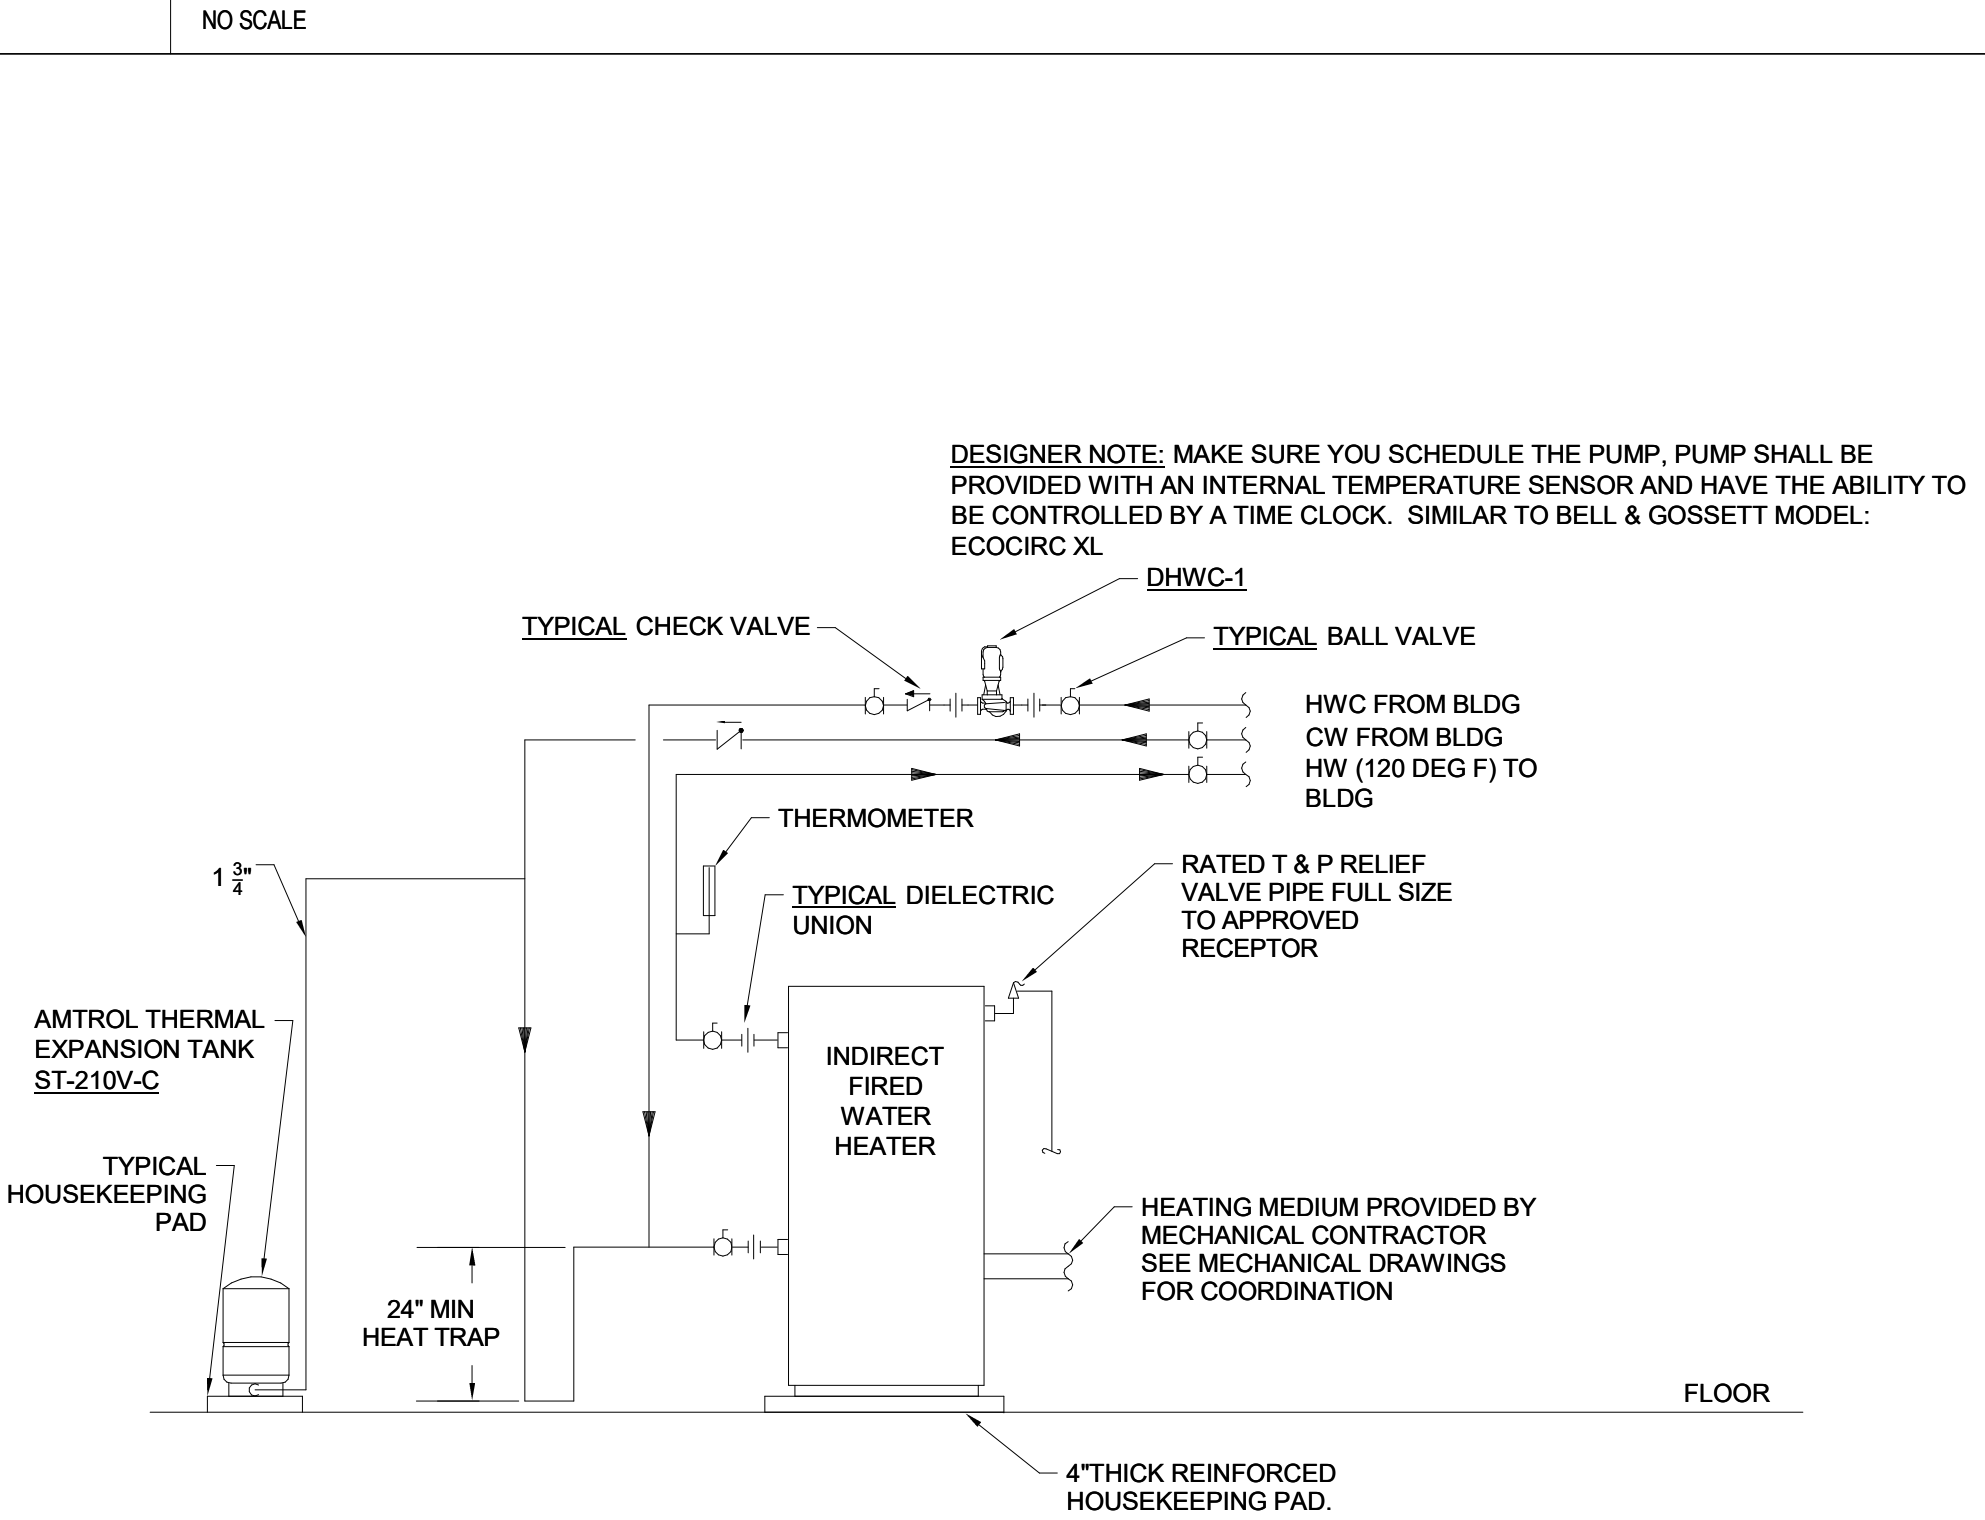 NO SCALE
DESIGNER NOTE: MAKE SURE YOU SCHEDULE THE PUMP, PUMP SHALL BE
PROVIDED WITH AN INTERNAL TEMPERATURE SENSOR AND HAVE THE ABILITY TO
BE CONTROLLED BY A TIME CLOCK. SIMILAR TO BELL & GOSSETT MODEL:
ECOCIRC XL
DHWC-1
TYPICAL CHECK VALVE
TYPICAL BALL VALVE
HWC FROM BLDG
CW FROM BLDG
HW (120 DEG F) TO
BLDG
THERMOMETER
1 3/4"
TYPICAL DIELECTRIC
UNION
RATED T & P RELIEF
VALVE PIPE FULL SIZE
TO APPROVED
RECEPTOR
AMTROL THERMAL
EXPANSION TANK
ST-210V-C
INDIRECT
FIRED
WATER
HEATER
TYPICAL
HOUSEKEEPING
PAD
HEATING MEDIUM PROVIDED BY
MECHANICAL CONTRACTOR
SEE MECHANICAL DRAWINGS
FOR COORDINATION
24" MIN
HEAT TRAP
FLOOR
4"THICK REINFORCED
HOUSEKEEPING PAD.